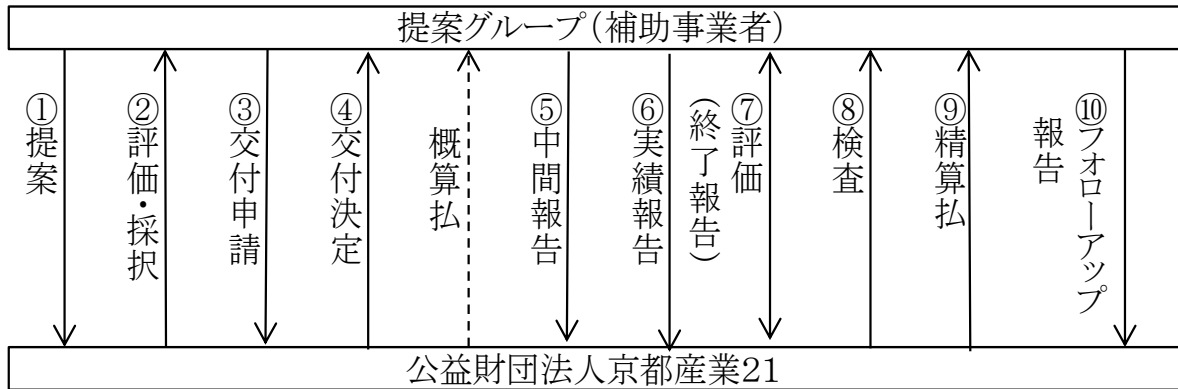 提案グループ(補助事業者)
①提案
②評価・採択
③交付申請
④交付決定
概算払
⑤中間報告
⑥実績報告
(終了報告)
⑦評価
⑧検査
⑨精算払
⑩フォローアップ
報告
公益財団法人京都産業21